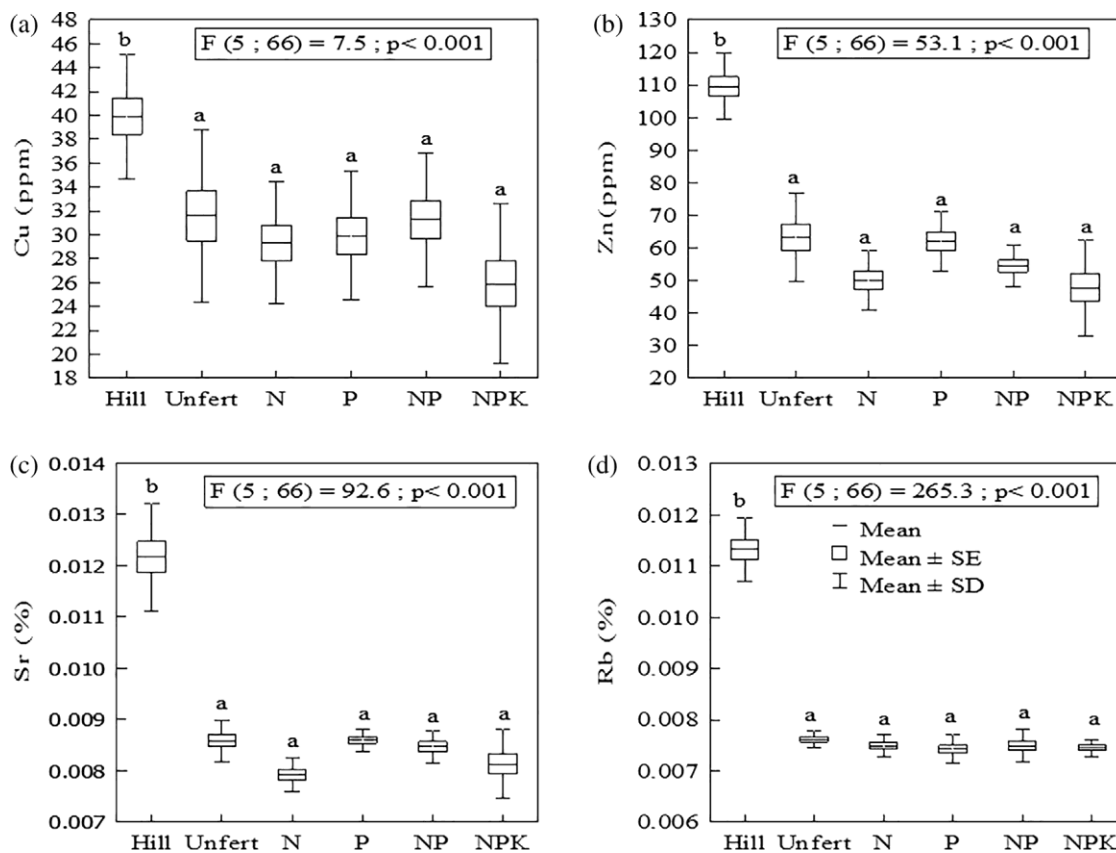 (a)
F (5 ; 66) = 7.5 ; p< 0.001
Cu (ppm)
48
46
44
42
40
38
36
34
32
30
28
26
24
22
20
18
b
a
a
a
a
a
Hill Unfert N P NP NPK
(b)
F (5 ; 66) = 53.1 ; p< 0.001
Zn(ppm)
130
120
110
100
90
80
70
60
50
40
30
20
b
a
a
a
a
a
Hill Unfert N P NP NPK
(c)
F (5 ; 66) = 92.6 ; p< 0.001
Sr (%)
0.014
0.013
0.012
0.011
0.010
0.009
0.008
0.007
b
a
a
a
a
a
Hill Unfert N P NP NPK
(d)
F (5 ; 66) = 265.3 ; p< 0.001
Mean
Mean ± SE
Mean ± SD
Rb (%)
0.013
0.012
0.011
0.010
0.009
0.008
0.007
0.006
b
a
a
a
a
a
Hill Unfert N P NP NPK